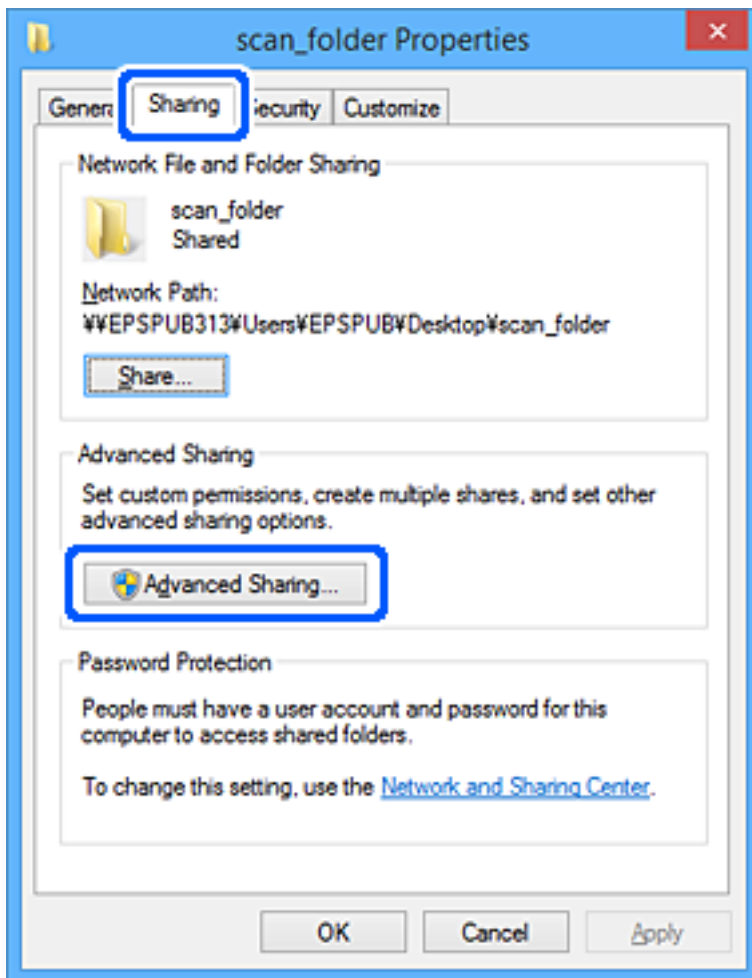 scan_folder Properties
Genera Sharing ecurity Customize
Network File and Folder Sharing
scan_folder
Shared
Network Path:
¥¥EPSPUB313¥Users¥EPSPUB¥Desktop¥scan_folder
Share...
Advanced Sharing
Set custom permissions, create multiple shares, and set other
advanced sharing options.
Advanced Sharing...
Password Protection
People must have a user account and password for this
computer to access shared folders.
To change this setting, use the Network and Sharing Center.
OK Cancel Apply